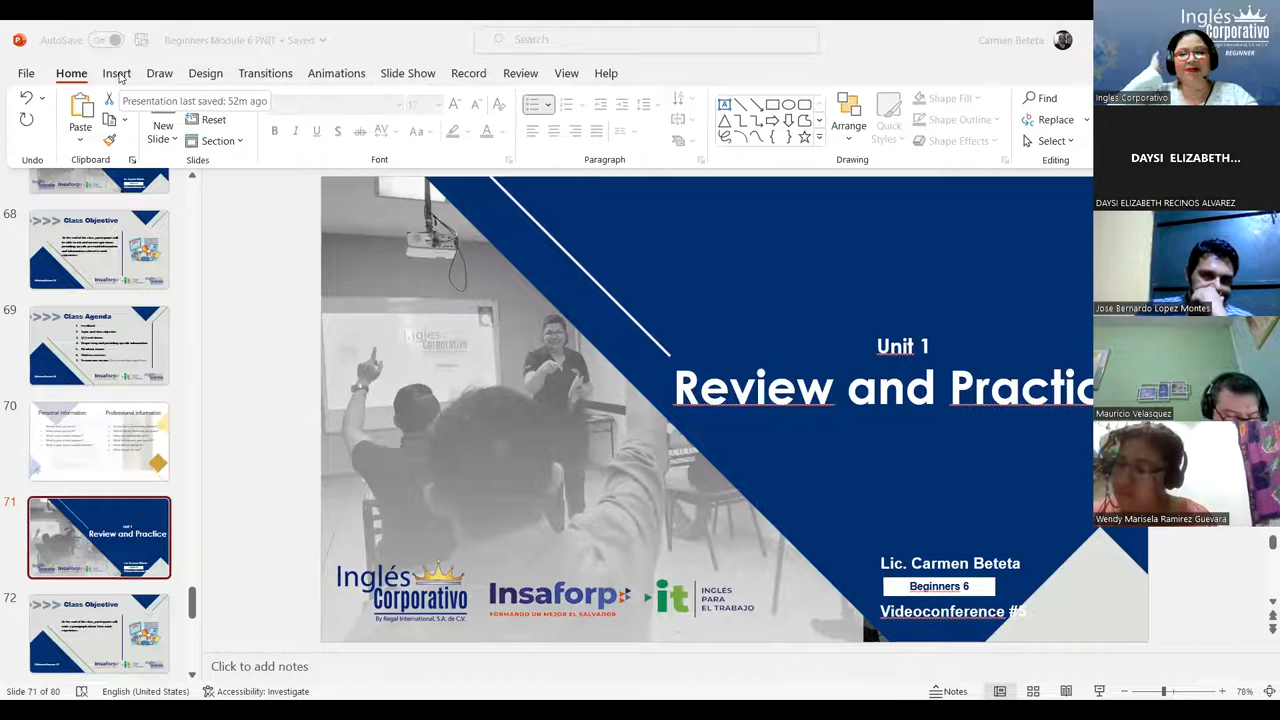 AutoSave On
Beginners Module 6 PNIT • Saved
Search...
Carmen Beteta
File Home Insert Draw Design Transitions Animations Slide Show Record Review View Help
Presentation last saved: 52m ago
Paste
New
Slide
Reset
Section
Arrange
Quick
Styles
Shape Fill
Shape Outline
Shape Effects
Find
Replace
Select
Undo Clipboard Slides Font Paragraph Drawing Editing
68
Class Objective
69
Class Agenda
70
Personal Information Professional information
71
Unit 1
Review and Practice
72
Class Objective
.Inglés
Corporativo
Unit 1
Review and Practic
Lic. Carmen Beteta
Beginners 6
Videoconference #5
Inglés
Corporativo
By Regal International, S.A. de C.V.
Insaforp
FORMANDO UN MEJOR EL SALVADOR
it
INGLÉS
PARA
EL TRABAJO
Click to add notes
Slide 71 of 80
English (United States)
Accessibility: Investigate
Notes
78%
Inglés
Corporativo
BEGINNER
Ingles Corporativo
DAYSI ELIZABETH...
DAYSI ELIZABETH RECINOS ALVAREZ
Jose Bernardo Lopez Montes
Mauricio Velasquez
Wendy Marisela Ramirez Guevara